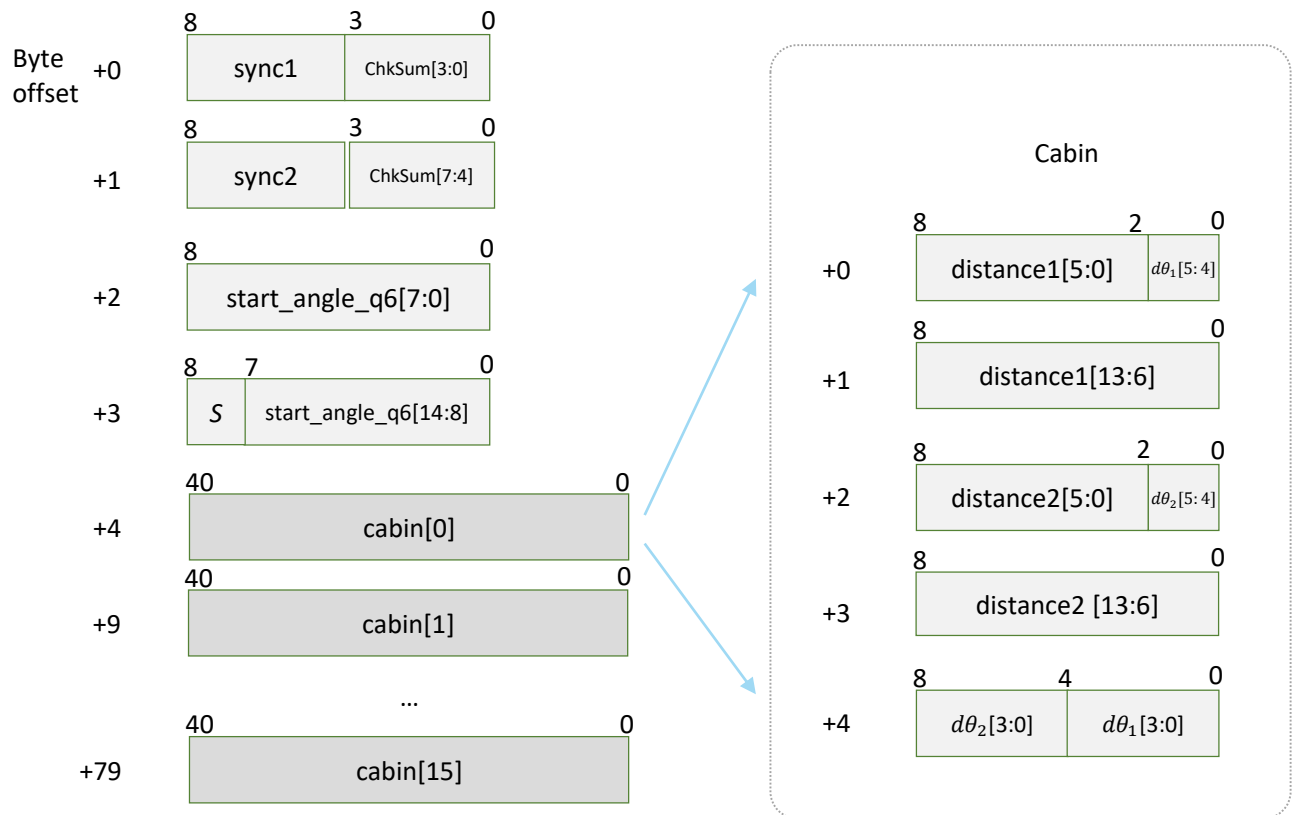 8 3 0
Byte
offset
+0
sync1
ChkSum[3:0]
8 3 0
+1
sync2
ChkSum[7:4]
8 0
+2
start_angle_q6[7:0]
8 7 0
+3
S
start_angle_q6[14:8]
40 0
+4
cabin[0]
40 0
+9
cabin[1]
...
40 0
+79
cabin[15]
Cabin
8 2 0
+0
distance1[5:0]
dθ₁[5:4]
8 0
+1
distance1[13:6]
8 2 0
+2
distance2[5:0]
dθ₂[5:4]
8 0
+3
distance2 [13:6]
8 4 0
+4
dθ₂[3:0]
dθ₁[3:0]